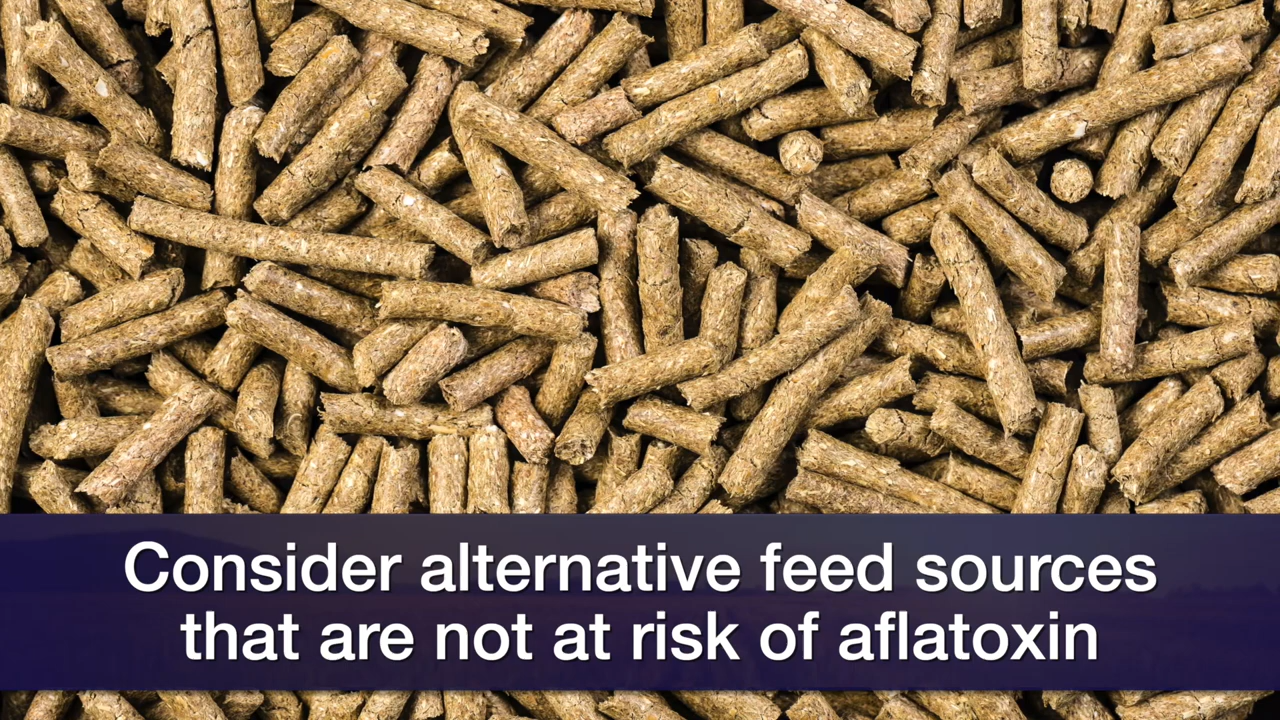 Consider alternative feed sources
that are not at risk of aflatoxin